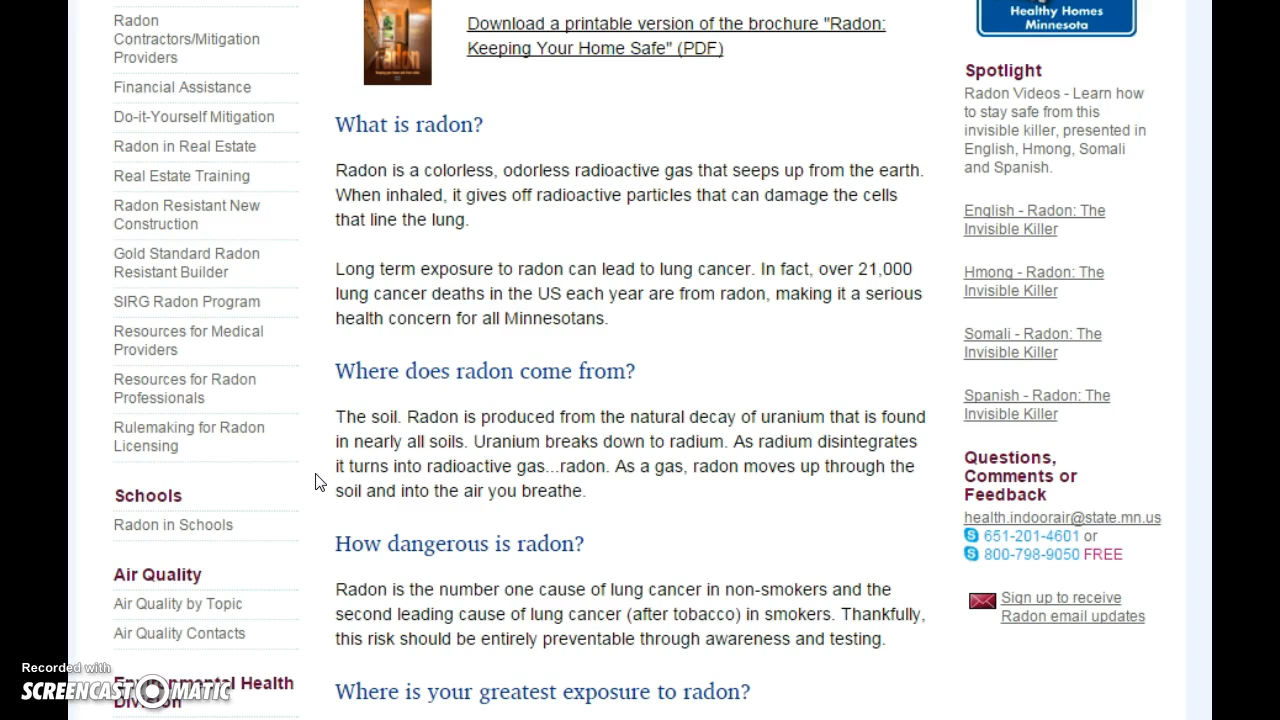 Radon
Contractors/Mitigation
Providers
Financial Assistance
Do-it-Yourself Mitigation
Radon in Real Estate
Real Estate Training
Radon Resistant New
Construction
Gold Standard Radon
Resistant Builder
SIRG Radon Program
Resources for Medical
Providers
Resources for Radon
Professionals
Rulemaking for Radon
Licensing
Schools
Radon in Schools
Air Quality
Air Quality by Topic
Air Quality Contacts
Environmental Health
Division
Recorded with
SCREENCAST-O-MATIC
radon
Download a printable version of the brochure "Radon:
Keeping Your Home Safe" (PDF)
What is radon?
Radon is a colorless, odorless radioactive gas that seeps up from the earth.
When inhaled, it gives off radioactive particles that can damage the cells
that line the lung.
Long term exposure to radon can lead to lung cancer. In fact, over 21,000
lung cancer deaths in the US each year are from radon, making it a serious
health concern for all Minnesotans.
Where does radon come from?
The soil. Radon is produced from the natural decay of uranium that is found
in nearly all soils. Uranium breaks down to radium. As radium disintegrates
it turns into radioactive gas...radon. As a gas, radon moves up through the
soil and into the air you breathe.
How dangerous is radon?
Radon is the number one cause of lung cancer in non-smokers and the
second leading cause of lung cancer (after tobacco) in smokers. Thankfully,
this risk should be entirely preventable through awareness and testing.
Where is your greatest exposure to radon?
Healthy Homes
Minnesota
Spotlight
Radon Videos - Learn how
to stay safe from this
invisible killer, presented in
English, Hmong, Somali
and Spanish.
English - Radon: The
Invisible Killer
Hmong - Radon: The
Invisible Killer
Somali - Radon: The
Invisible Killer
Spanish - Radon: The
Invisible Killer
Questions,
Comments or
Feedback
health.indoorair@state.mn.us
651-201-4601 or
800-798-9050 FREE
Sign up to receive
Radon email updates